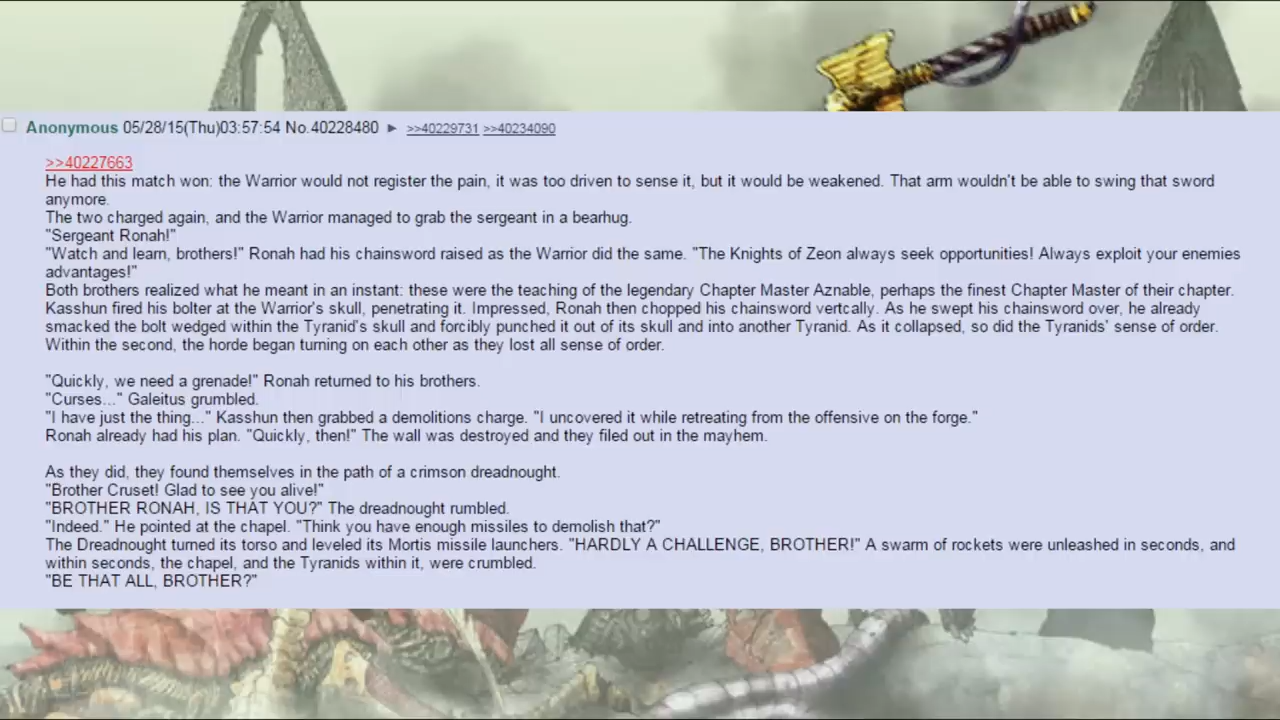 Anonymous 05/28/15(Thu)03:57:54 No.40228480 ► >>40229731 >>40234090
>>40227663
He had this match won: the Warrior would not register the pain, it was too driven to sense it, but it would be weakened. That arm wouldn't be able to swing that sword
anymore.
The two charged again, and the Warrior managed to grab the sergeant in a bearhug.
"Sergeant Ronah!"
"Watch and learn, brothers!" Ronah had his chainsword raised as the Warrior did the same. "The Knights of Zeon always seek opportunities! Always exploit your enemies
advantages!"
Both brothers realized what he meant in an instant: these were the teaching of the legendary Chapter Master Aznable, perhaps the finest Chapter Master of their chapter.
Kasshun fired his bolter at the Warrior's skull, penetrating it. Impressed, Ronah then chopped his chainsword vertcally. As he swept his chainsword over, he already
smacked the bolt wedged within the Tyranid's skull and forcibly punched it out of its skull and into another Tyranid. As it collapsed, so did the Tyranids' sense of order.
Within the second, the horde began turning on each other as they lost all sense of order.
"Quickly, we need a grenade!" Ronah returned to his brothers.
"Curses..." Galeitus grumbled.
"I have just the thing..." Kasshun then grabbed a demolitions charge. "I uncovered it while retreating from the offensive on the forge."
Ronah already had his plan. "Quickly, then!" The wall was destroyed and they filed out in the mayhem.
As they did, they found themselves in the path of a crimson dreadnought.
"Brother Cruset! Glad to see you alive!"
"BROTHER RONAH, IS THAT YOU?" The dreadnought rumbled.
"Indeed." He pointed at the chapel. "Think you have enough missiles to demolish that?"
The Dreadnought turned its torso and leveled its Mortis missile launchers. "HARDLY A CHALLENGE, BROTHER!" A swarm of rockets were unleashed in seconds, and
within seconds, the chapel, and the Tyranids within it, were crumbled.
"BE THAT ALL, BROTHER?"